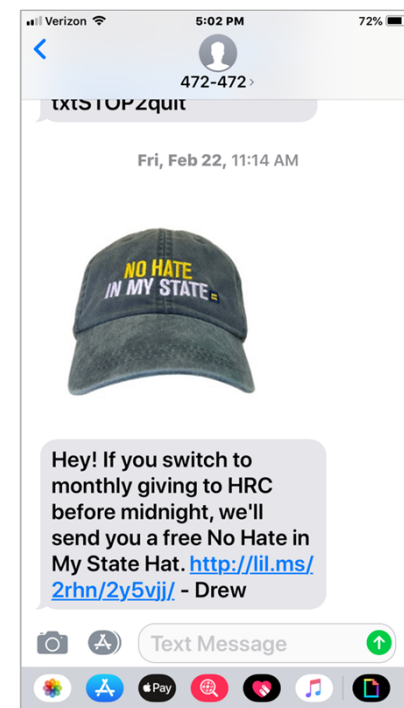 Verizon 5:02 PM 72%
472-472
txtSTOP2quit
Fri, Feb 22, 11:14 AM
NO HATE
IN MY STATE
Hey! If you switch to
monthly giving to HRC
before midnight, we'll
send you a free No Hate in
My State Hat. http://lil.ms/
2rhn/2y5vjj/ - Drew
Text Message
Pay